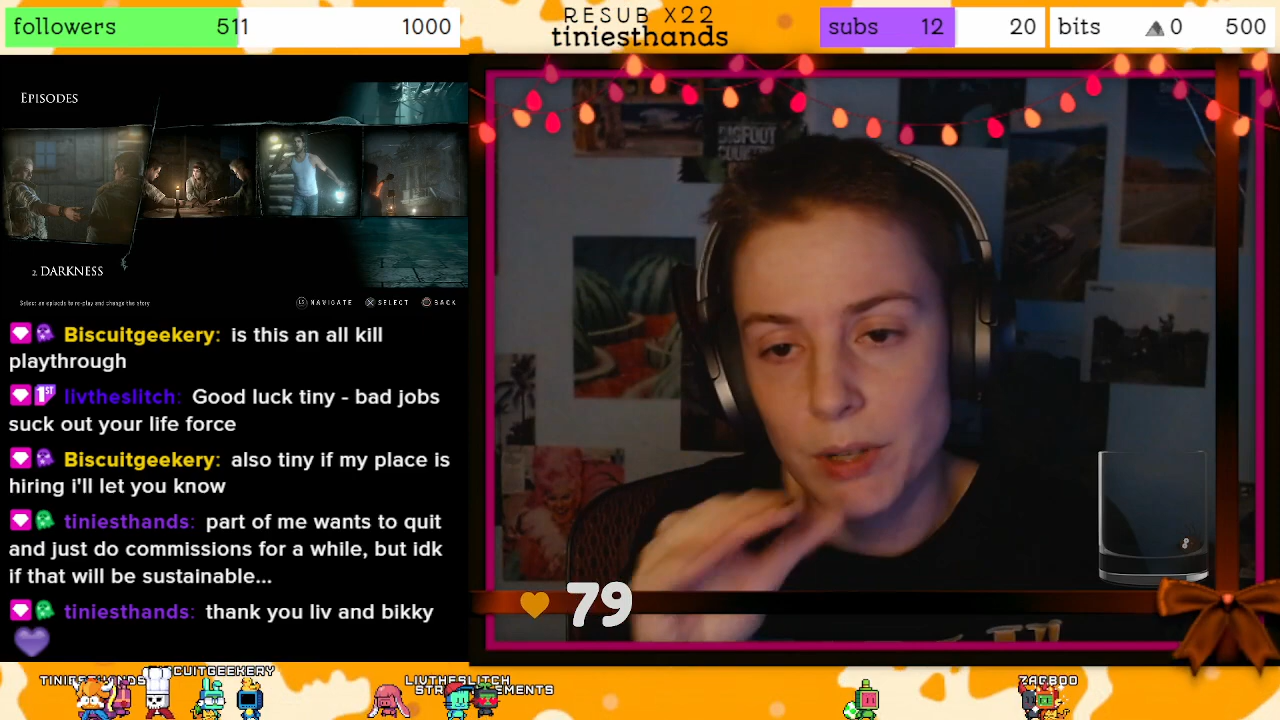 followers 511 1000
RESUB X22
tiniesthands
subs 12 20
bits 0 500
EPISODES
2. DARKNESS
Select an episode to re-play and change the story
NAVIGATE SELECT BACK
BIGFOOT
COUNTRY
Biscuitgeekery: is this an all kill
playthrough
livtheslitch: Good luck tiny - bad jobs
suck out your life force
Biscuitgeekery: also tiny if my place is
hiring i'll let you know
tiniesthands: part of me wants to quit
and just do commissions for a while, but idk
if that will be sustainable...
tiniesthands: thank you liv and bikky
79
TINIESTHANDS
LIVTHESLITCH
ZACBOO